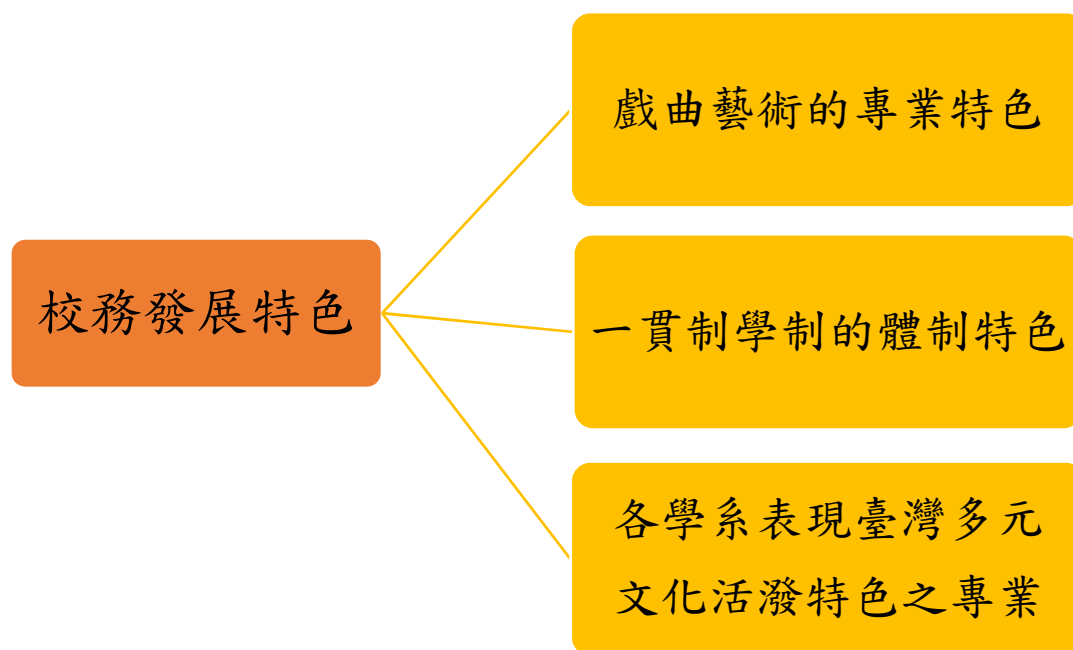 校務發展特色
戲曲藝術的專業特色
一貫制學制的體制特色
各學系表現臺灣多元
文化活潑特色之專業